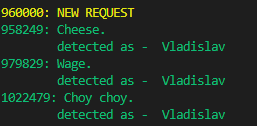 960000: NEW REQUEST
958249: Cheese.
detected as -  Vladislav
979829: Wage.
detected as -  Vladislav
1022479: Choy choy.
detected as -  Vladislav